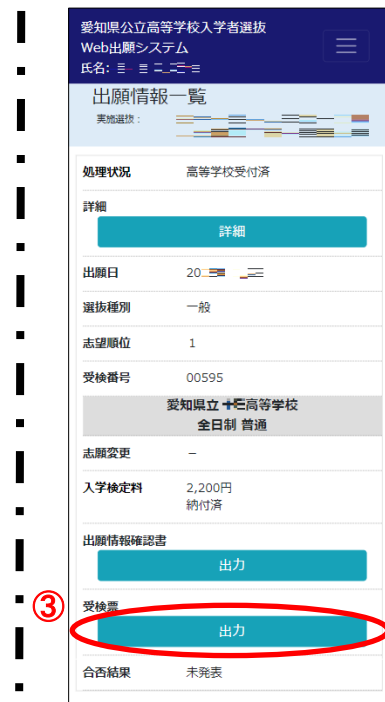 愛知県公立高等学校入学者選抜
Web出願システム
氏名:
出願情報一覧
実施選抜:
処理状況 高等学校受付済
詳細
詳細
出願日 20
選抜種別 一般
志望順位 1
受検番号 00595
愛知県立 高等学校
全日制 普通
志願変更 −
入学検定料 2,200円
納付済
出願情報確認書
出力
③
受検票
出力
合否結果 未発表